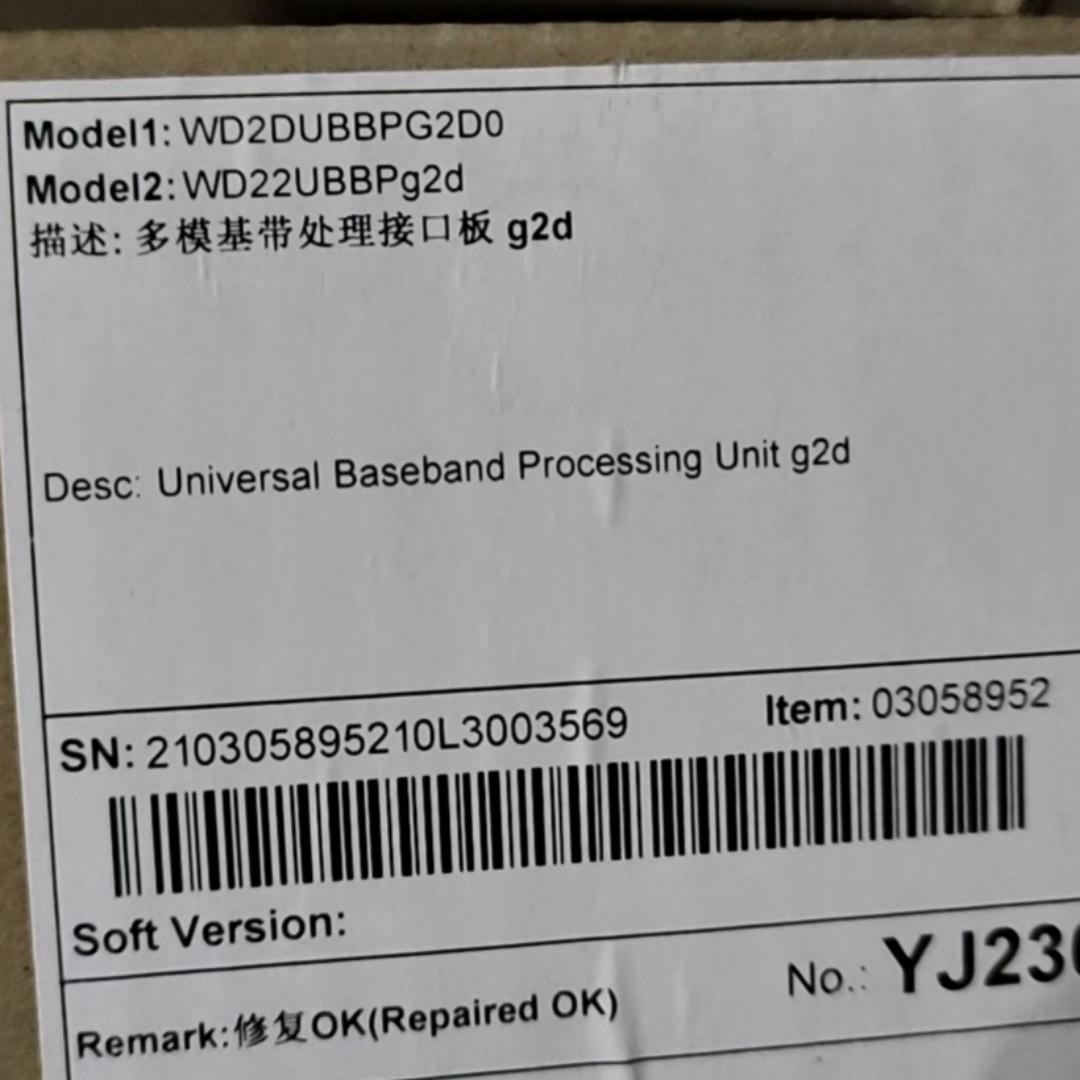 Model1: WD2DUBBPG2D0
Model2: WD22UBBPg2d
描述: 多模基带处理接口板 g2d
Desc: Universal Baseband Processing Unit g2d
SN: 210305895210L3003569 Item: 03058952
Soft Version:
No.: YJ230
Remark:修复OK(Repaired OK)